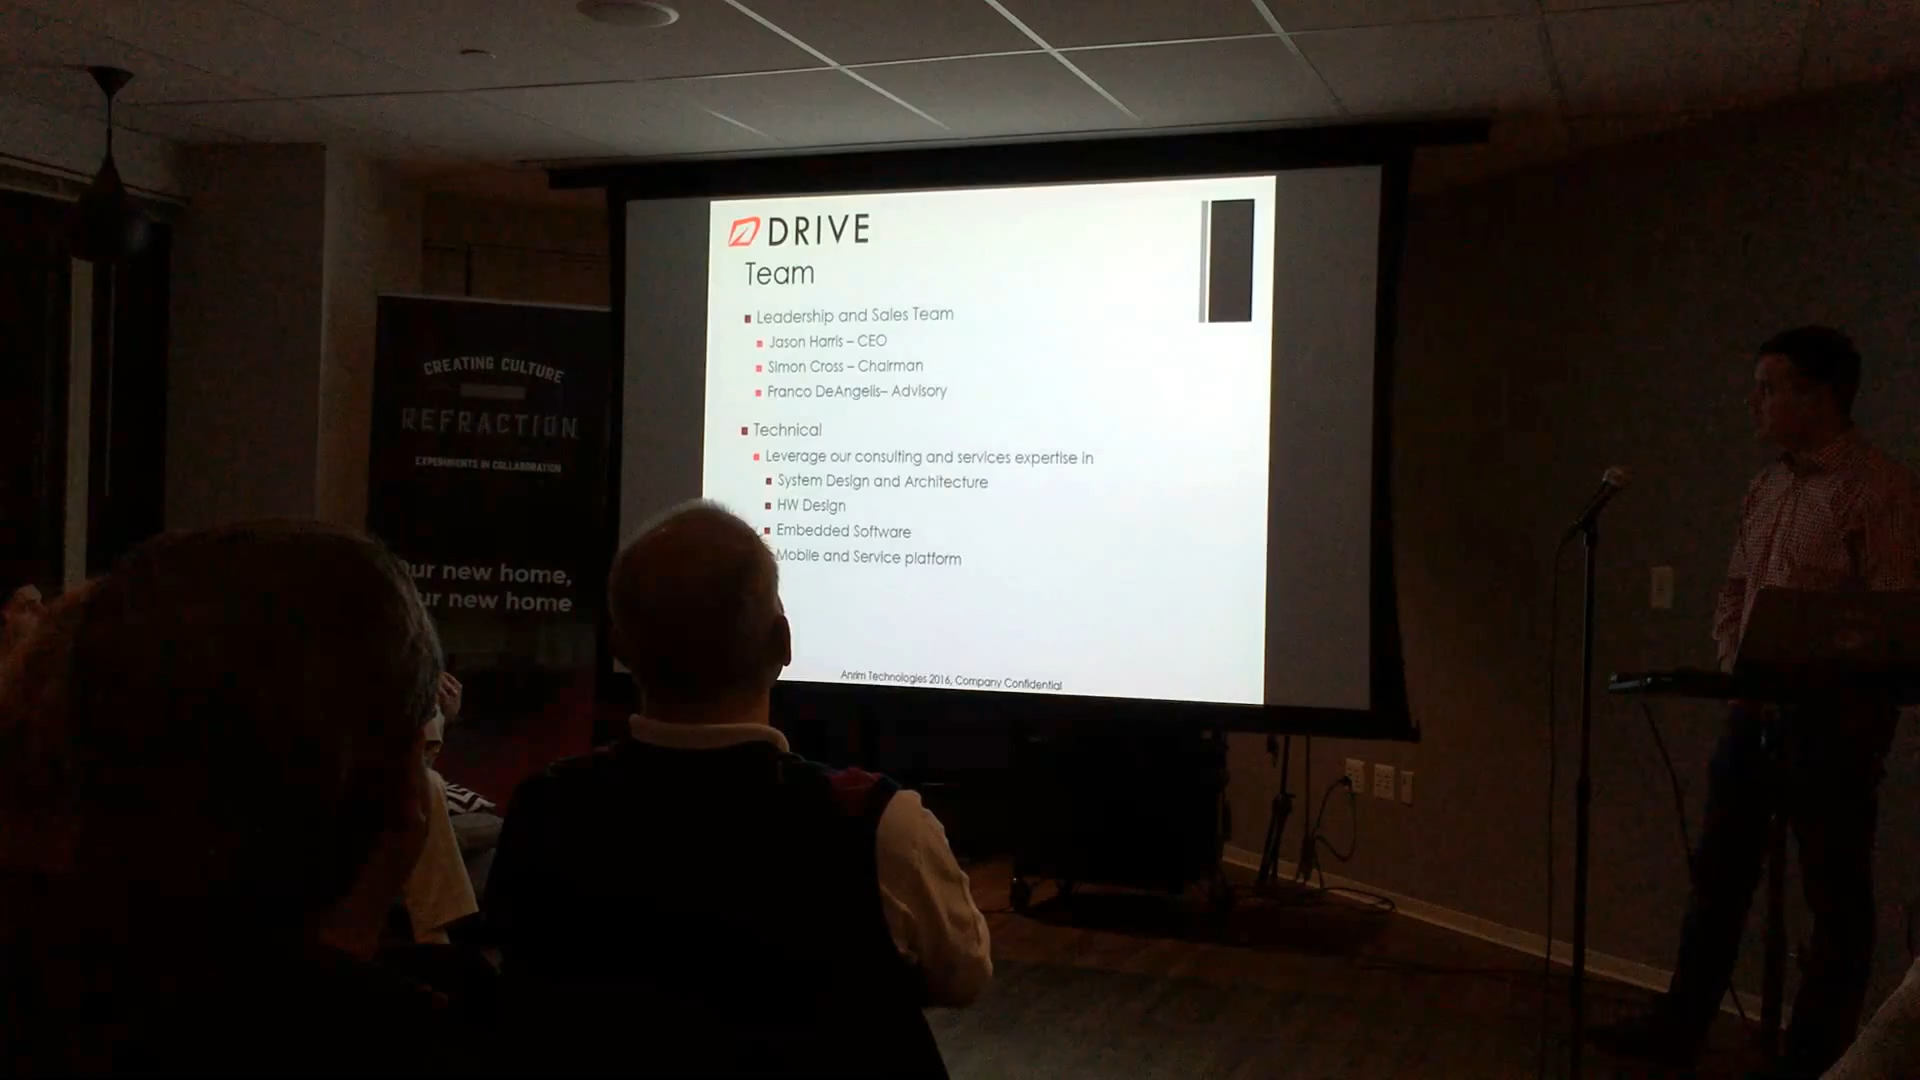 DRIVE
Team
Leadership and Sales Team
Jason Harris – CEO
Simon Cross – Chairman
Franco DeAngelis– Advisory
Technical
Leverage our consulting and services expertise in
System Design and Architecture
HW Design
Embedded Software
Mobile and Service platform
Anrim Technologies 2016, Company Confidential
CREATING CULTURE
REFRACTION
EXPERIMENTS IN COLLABORATION
ur new home,
ur new home